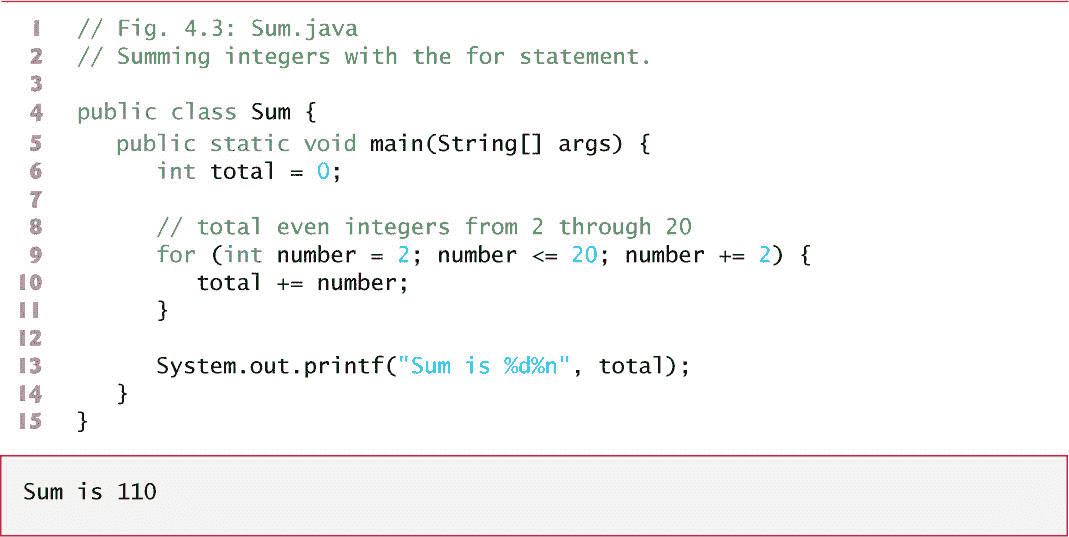 1 // Fig. 4.3: Sum.java
2 // Summing integers with the for statement.
3
4 public class Sum {
5    public static void main(String[] args) {
6       int total = 0;
7
8       // total even integers from 2 through 20
9       for (int number = 2; number <= 20; number += 2) {
10         total += number;
11      }
12
13      System.out.printf("Sum is %d%n", total);
14   }
15 }
Sum is 110